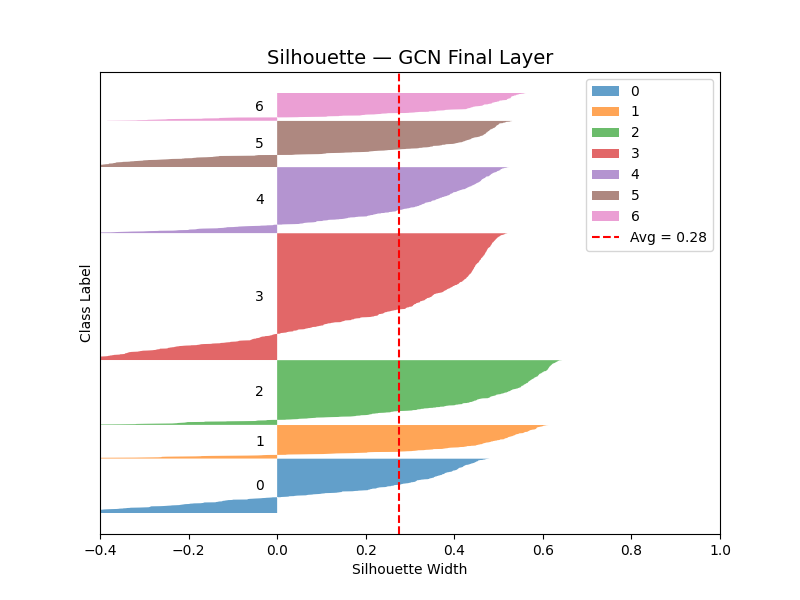 Silhouette — GCN Final Layer
Class Label
6
5
4
3
2
1
0
0
1
2
3
4
5
6
Avg = 0.28
−0.4 −0.2 0.0 0.2 0.4 0.6 0.8 1.0
Silhouette Width